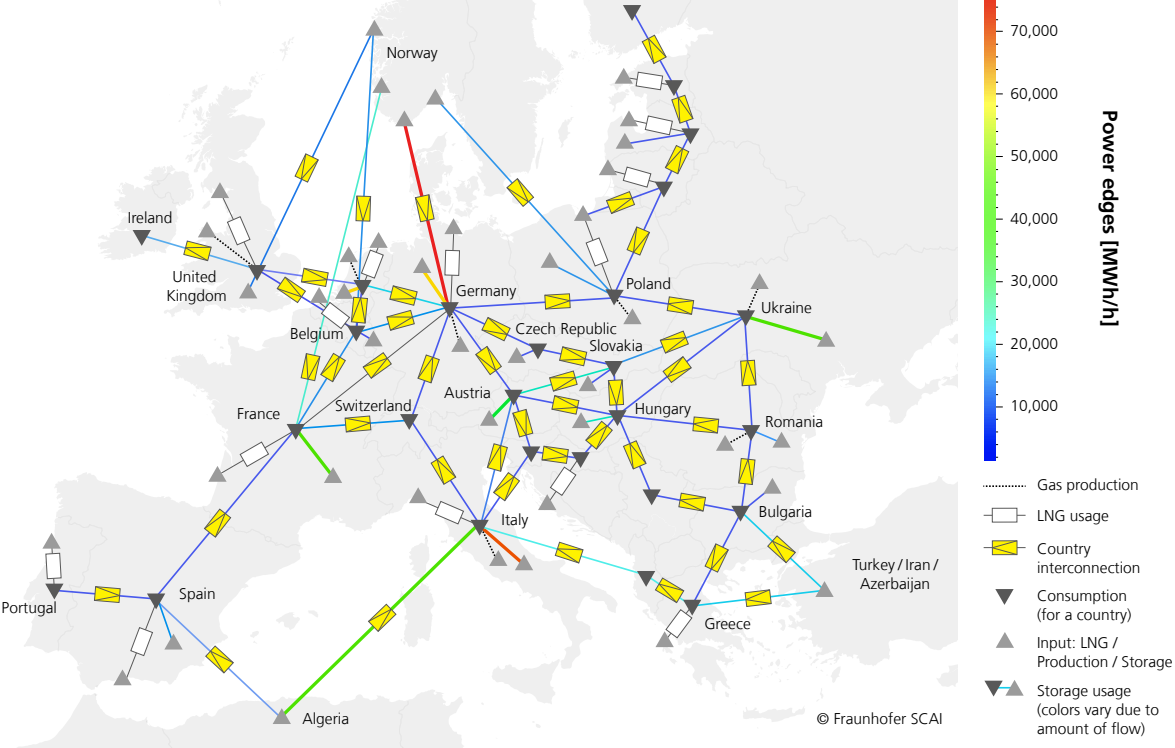 Norway
Ireland
United
Kingdom
Belgium
Germany
Poland
Ukraine
Czech Republic
Slovakia
Austria
Hungary
France
Switzerland
Romania
Italy
Bulgaria
Turkey / Iran /
Azerbaijan
Portugal
Spain
Greece
Algeria
© Fraunhofer SCAI
70,000
60,000
50,000
40,000
30,000
20,000
10,000
Power edges [MWh/h]
Gas production
LNG usage
Country
interconnection
Consumption
(for a country)
Input: LNG /
Production / Storage
Storage usage
(colors vary due to
amount of flow)